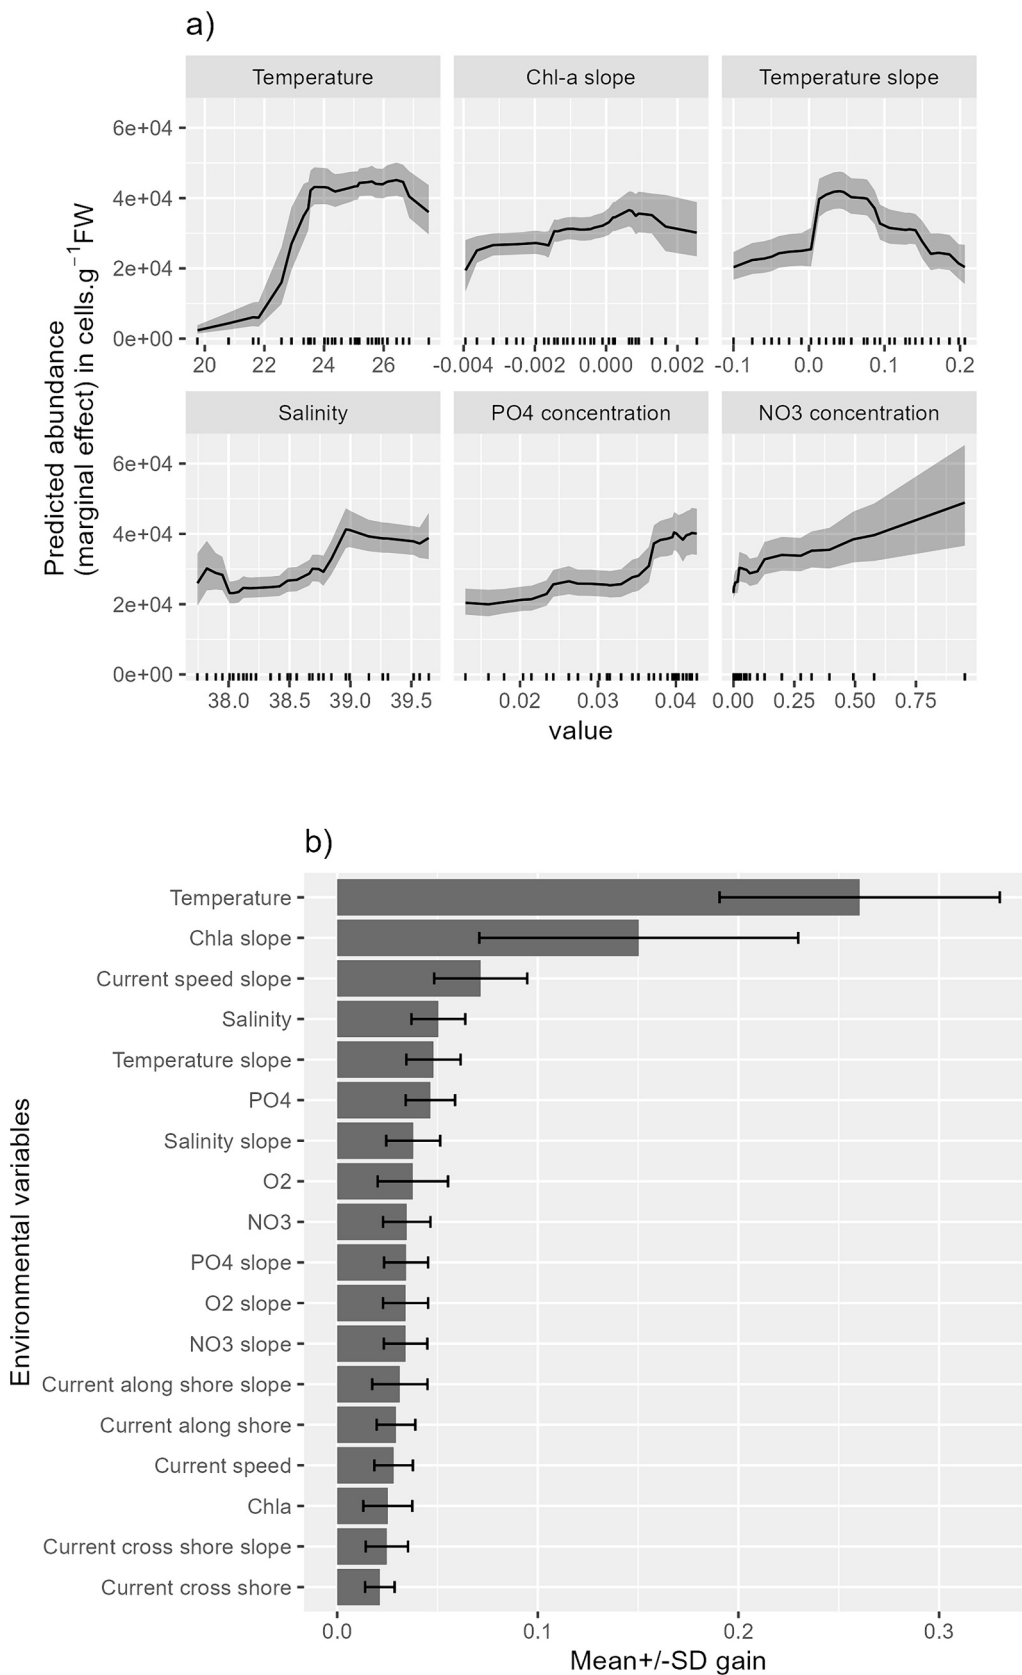 a)
Temperature
Chl-a slope
Temperature slope
6e+04
4e+04
2e+04
0e+00
20 22 24 26
-0.004 -0.002 0.000 0.002
-0.1 0.0 0.1 0.2
Salinity
PO4 concentration
NO3 concentration
6e+04
4e+04
2e+04
0e+00
38.0 38.5 39.0 39.5
0.02 0.03 0.04
0.00 0.25 0.50 0.75
Predicted abundance
(marginal effect) in cells.g⁻¹FW
value
b)
Temperature
Chla slope
Current speed slope
Salinity
Temperature slope
PO4
Salinity slope
O2
NO3
PO4 slope
O2 slope
NO3 slope
Current along shore slope
Current along shore
Current speed
Chla
Current cross shore slope
Current cross shore
Environmental variables
0.0 0.1 0.2 0.3
Mean+/-SD gain